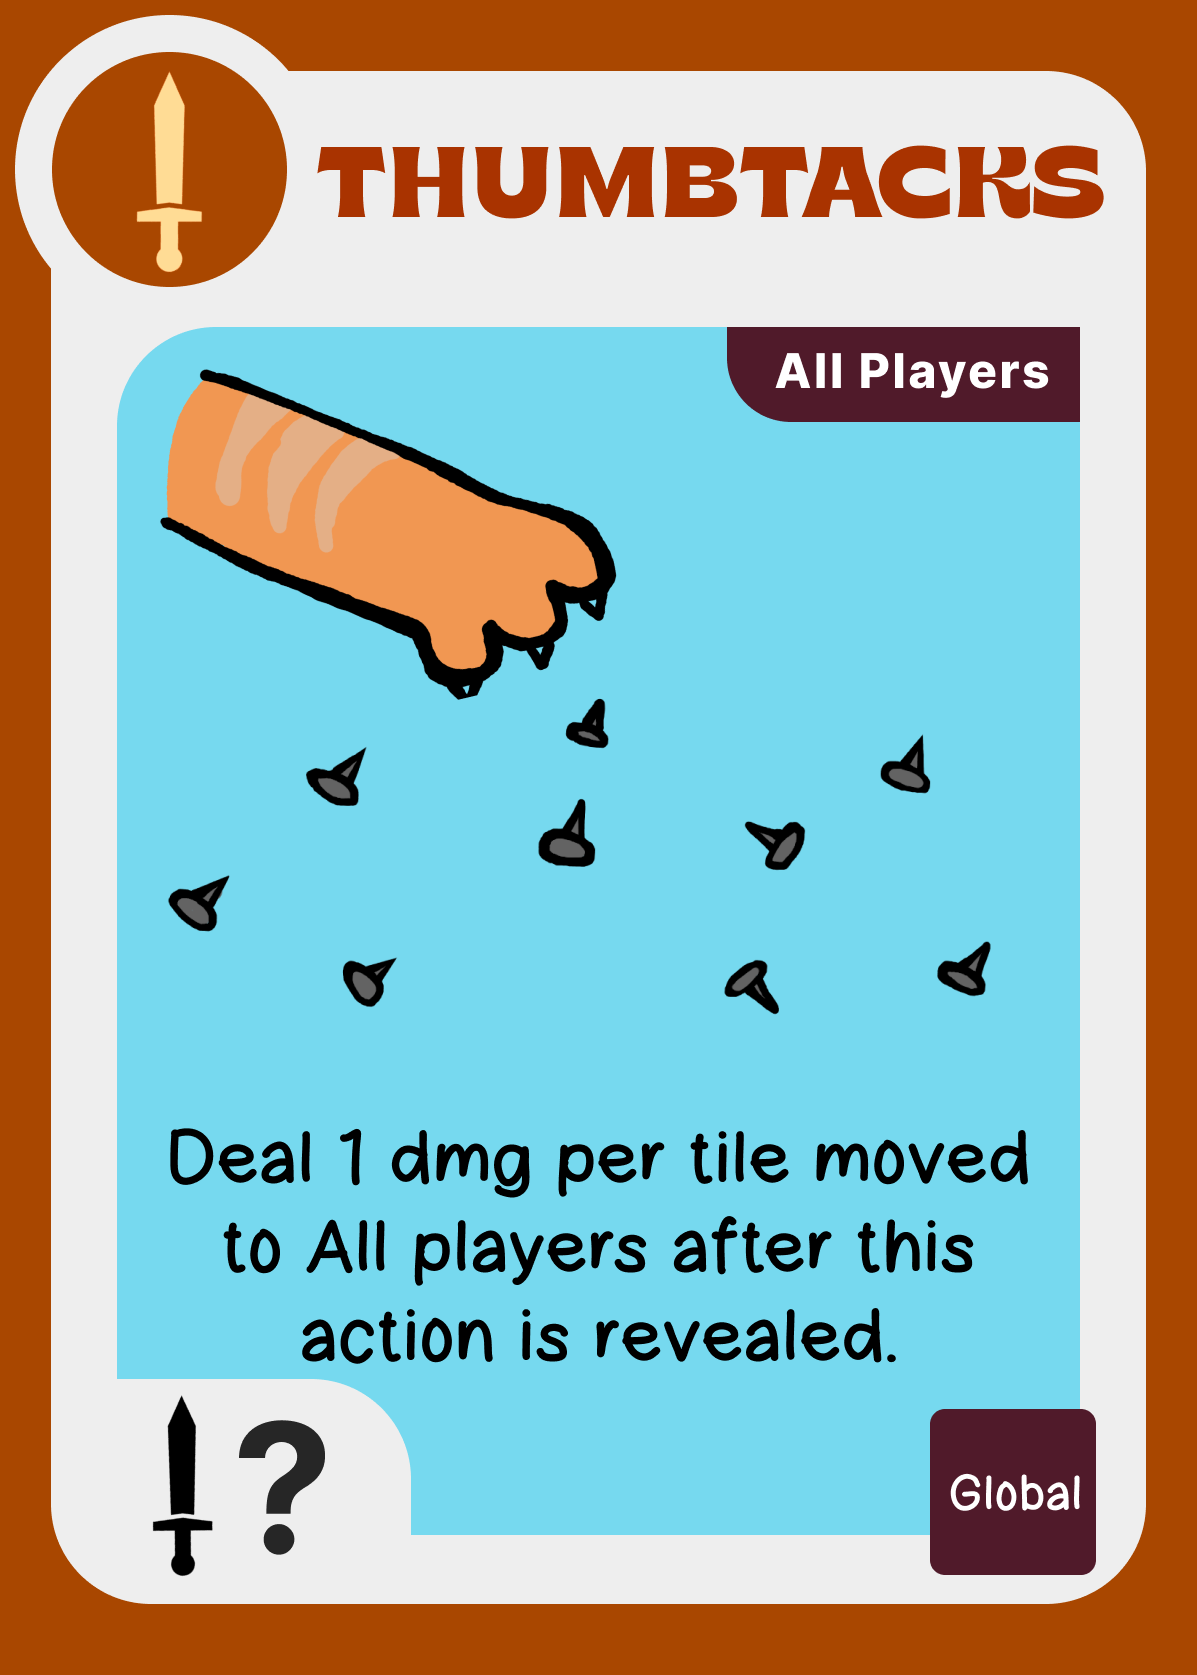 THUMBTACKS
All Players
Deal 1 dmg per tile moved
to All players after this
action is revealed.
?
Global